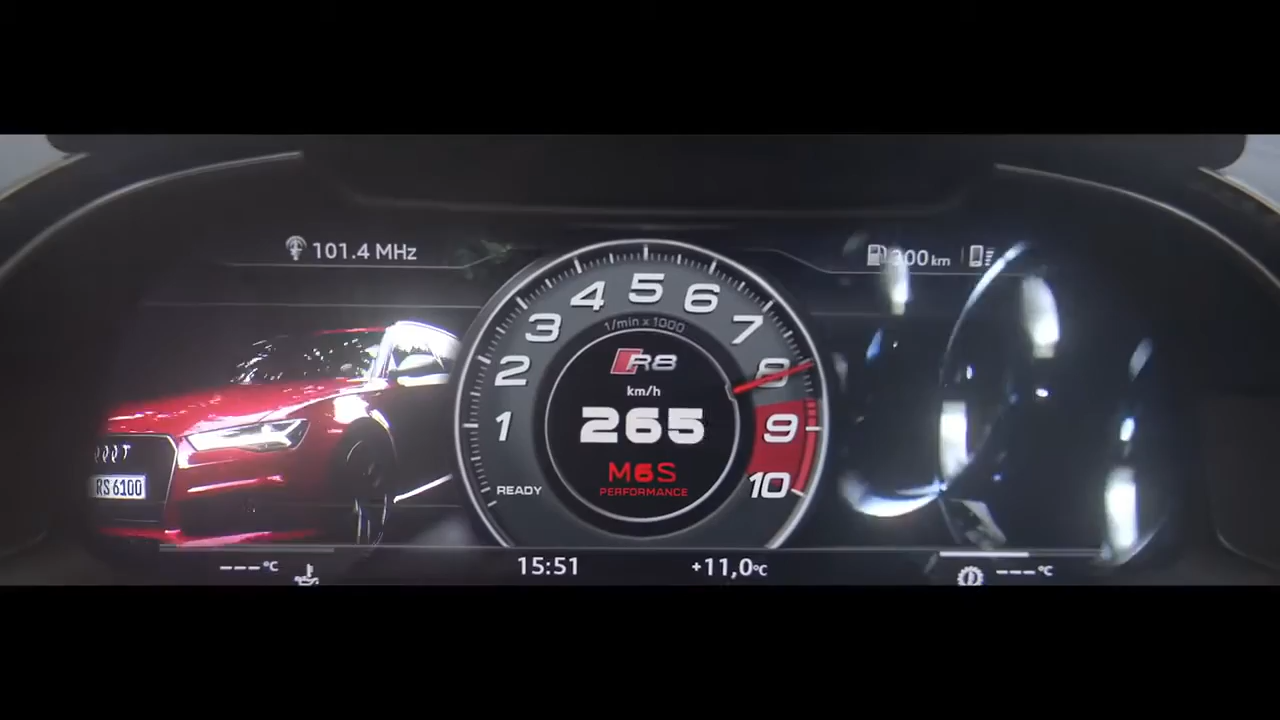 101.4 MHz
300 km
1 2 3 4 5 6 7 8 9 10
1/min x 1000
R8
km/h
265
M6S
PERFORMANCE
READY
RS 6100
---°C
15:51
+11,0°C
---°C